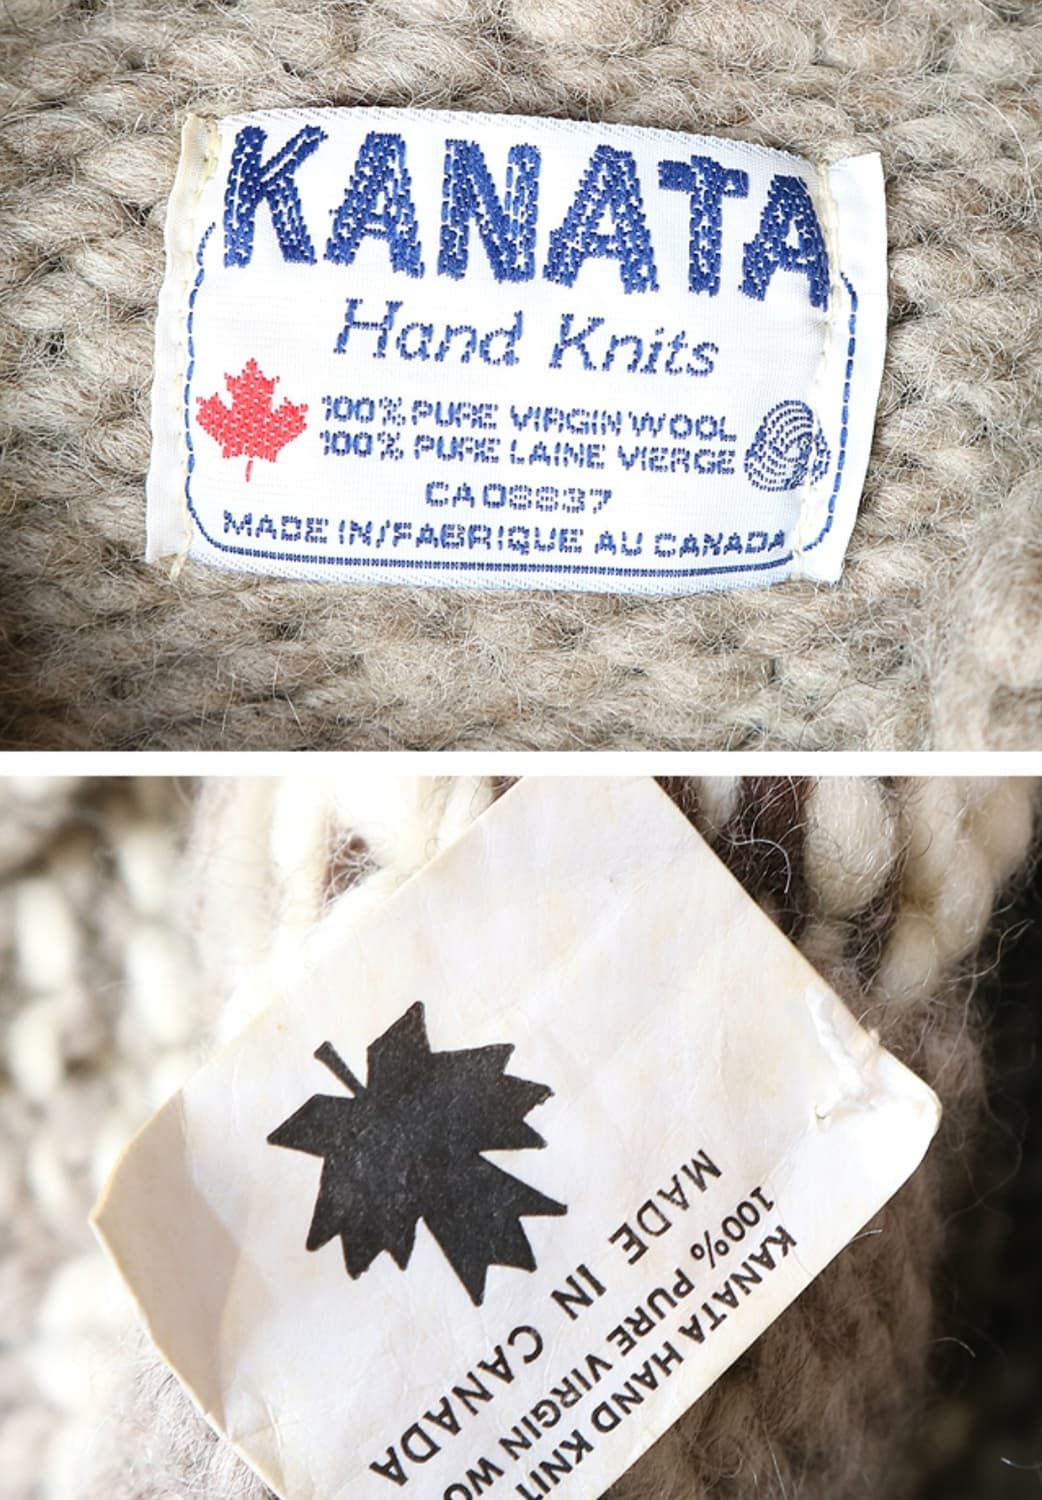 KANATA
Hand Knits
100% PURE VIRGIN WOOL
100% PURE LAINE VIERGE
CA08837
MADE IN/FABRIQUE AU CANADA
KANATA HAND KNIT
100% PURE VIRGIN WO
MADE IN CANADA